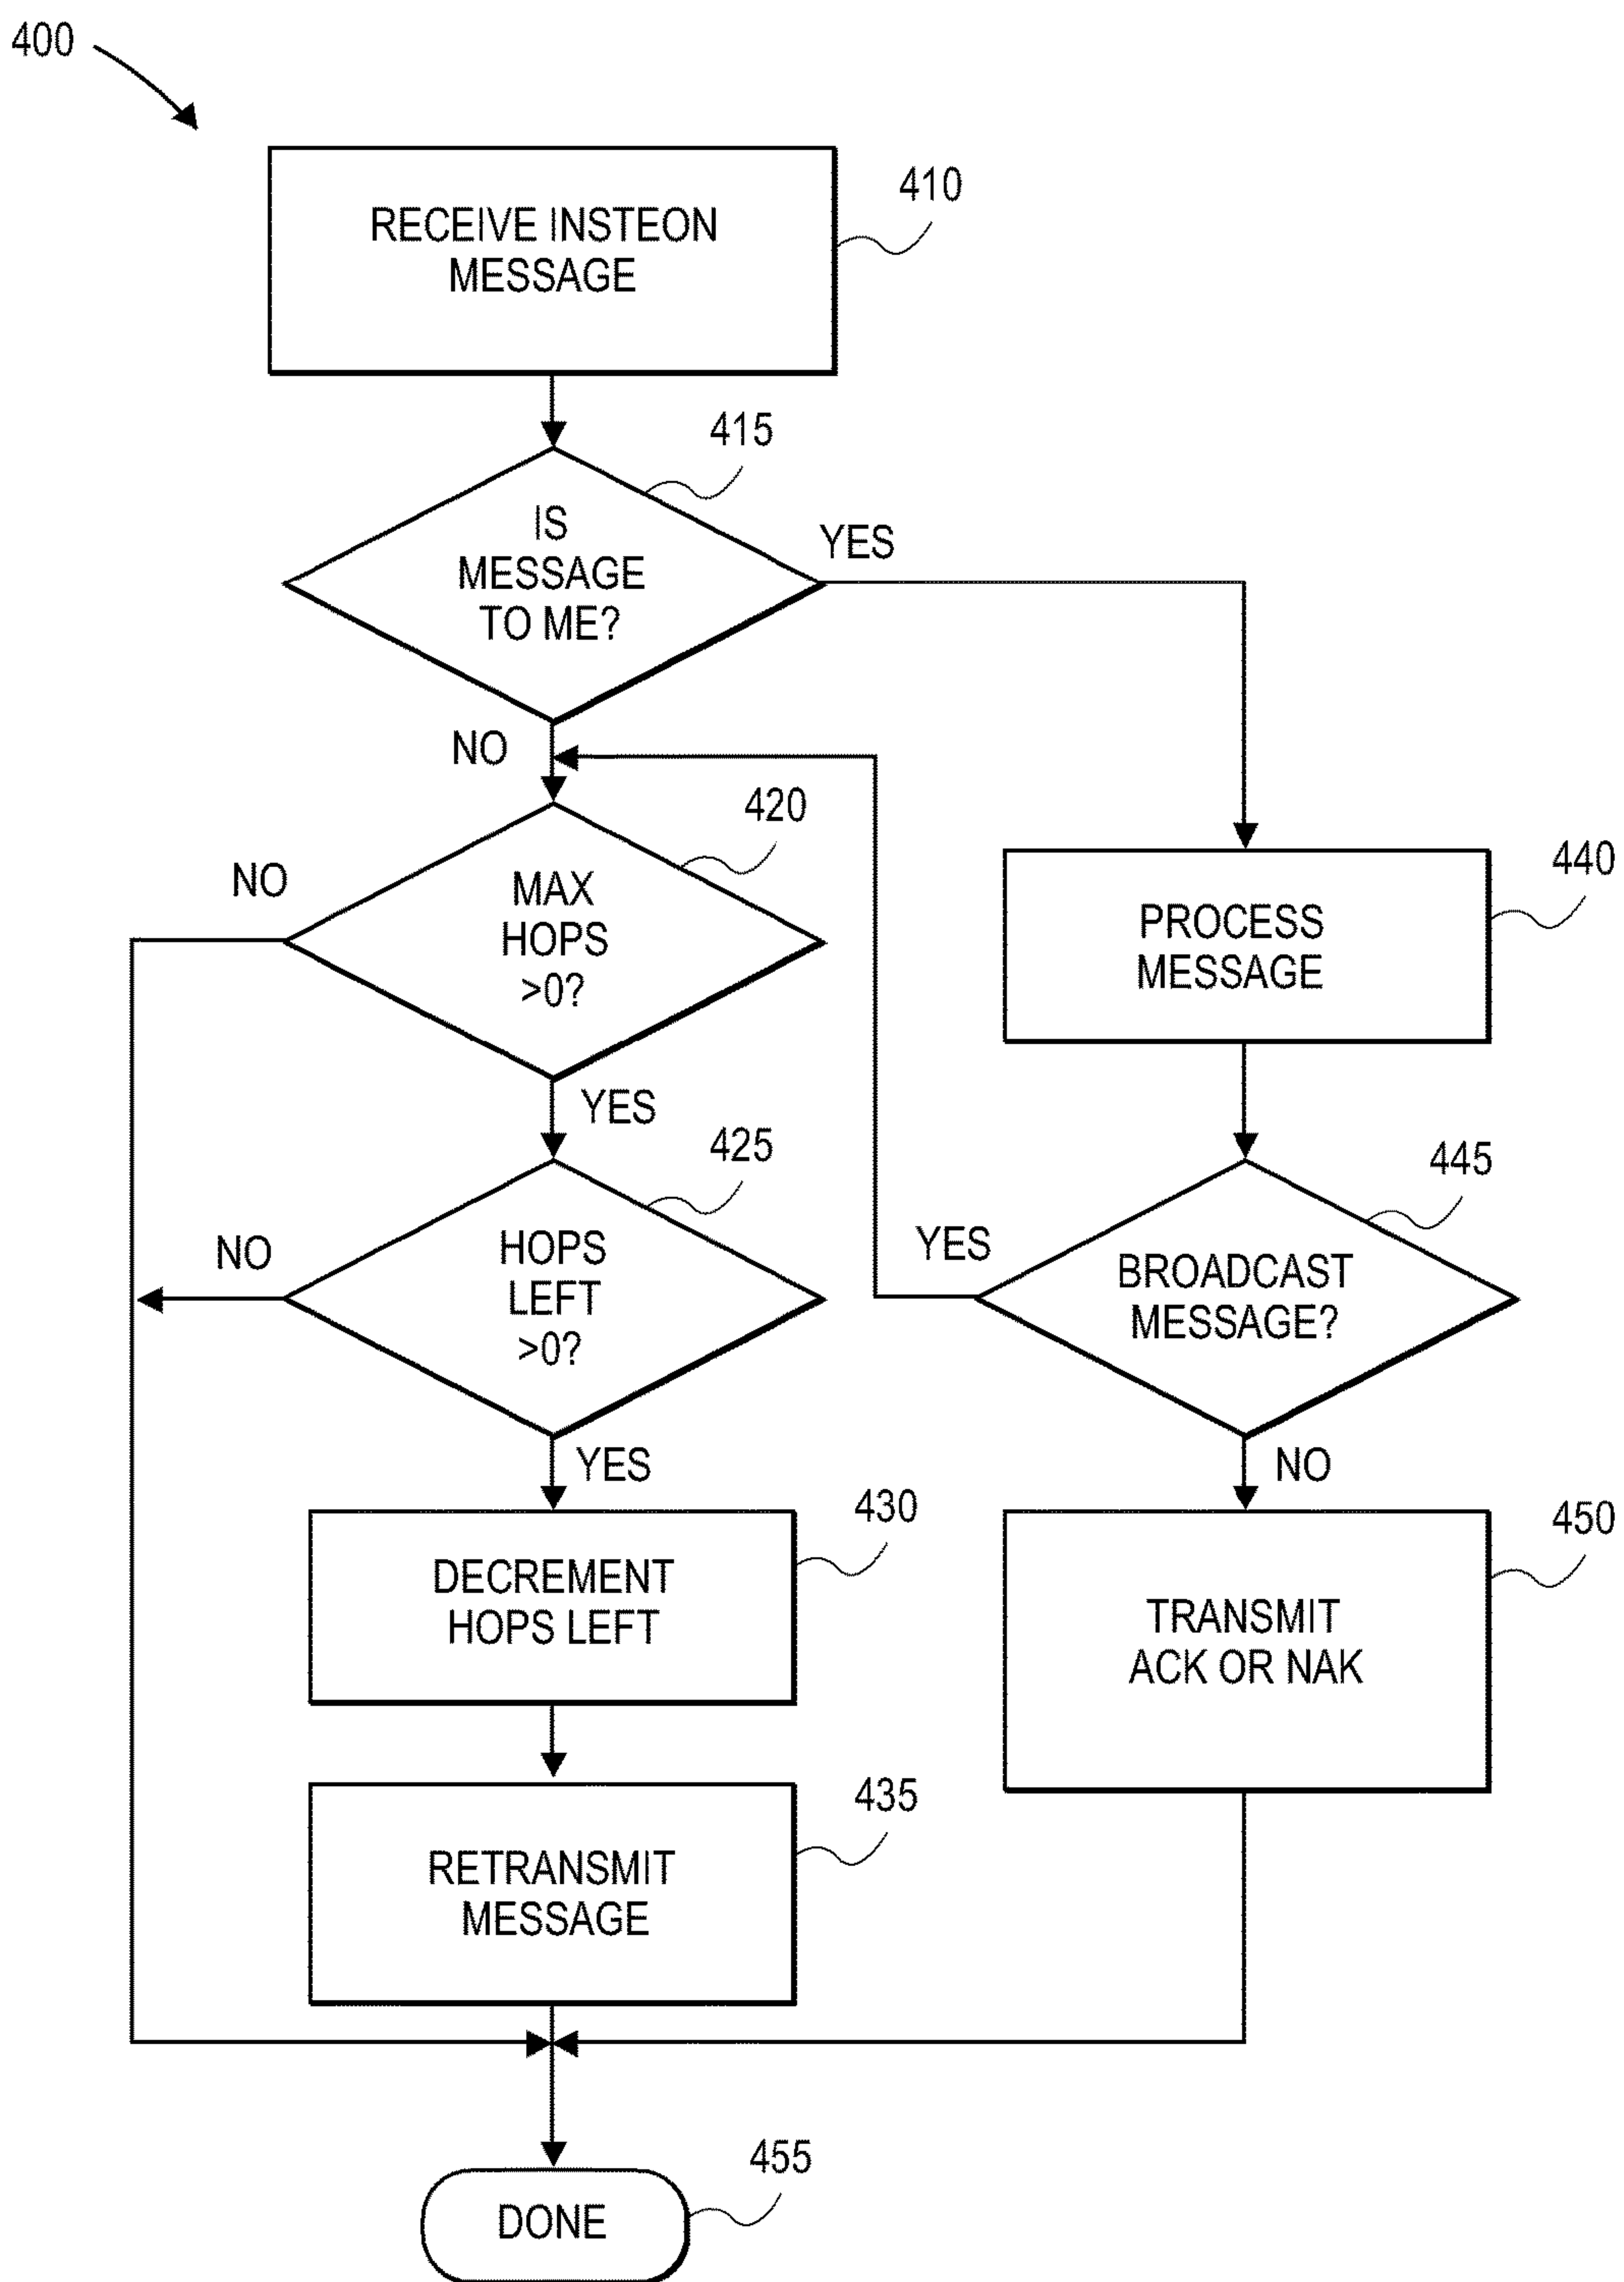 400
RECEIVE INSTEON
MESSAGE
410
415
IS
MESSAGE
TO ME?
YES
NO
420
MAX
HOPS
>0?
NO
YES
440
PROCESS
MESSAGE
425
HOPS
LEFT
>0?
NO
YES
445
BROADCAST
MESSAGE?
YES
NO
430
DECREMENT
HOPS LEFT
450
TRANSMIT
ACK OR NAK
435
RETRANSMIT
MESSAGE
455
DONE